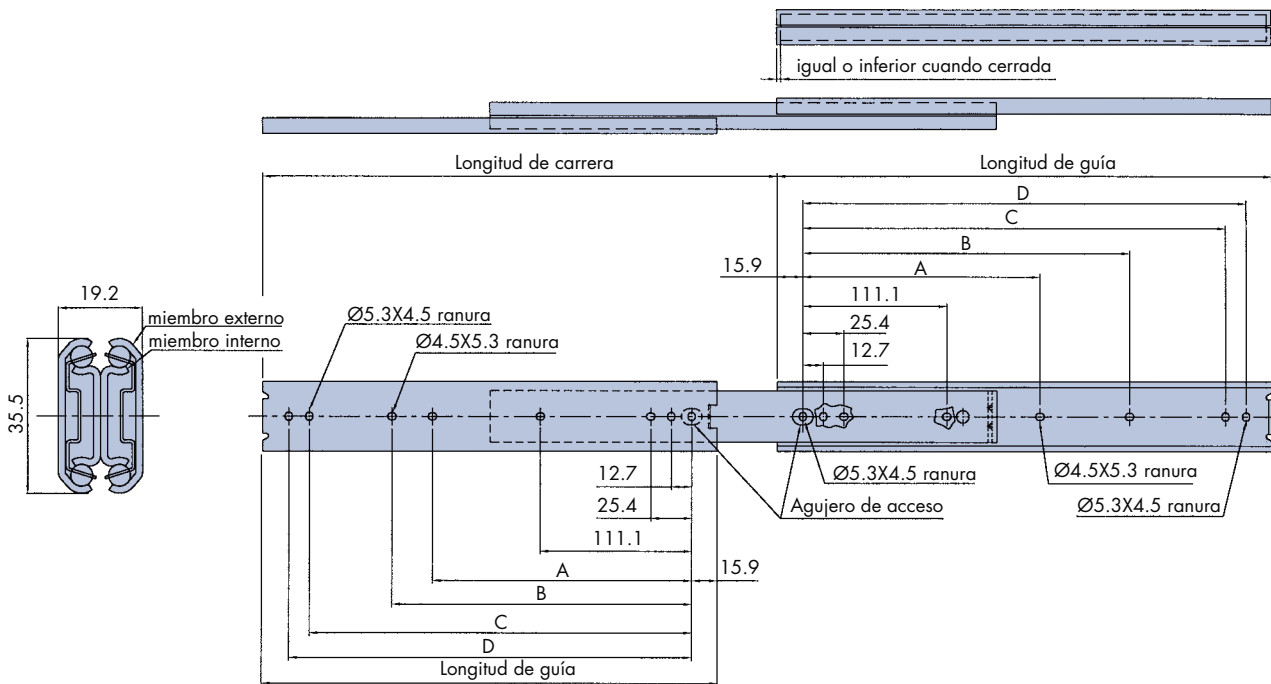 igual o inferior cuando cerrada
Longitud de carrera
Longitud de guía
D
C
B
15.9
A
19.2
111.1
miembro externo
Ø5.3X4.5 ranura
25.4
miembro interno
Ø4.5X5.3 ranura
12.7
35.5
12.7
Ø5.3X4.5 ranura
Ø4.5X5.3 ranura
25.4
Agujero de acceso
Ø5.3X4.5 ranura
111.1
A
15.9
B
C
D
Longitud de guía